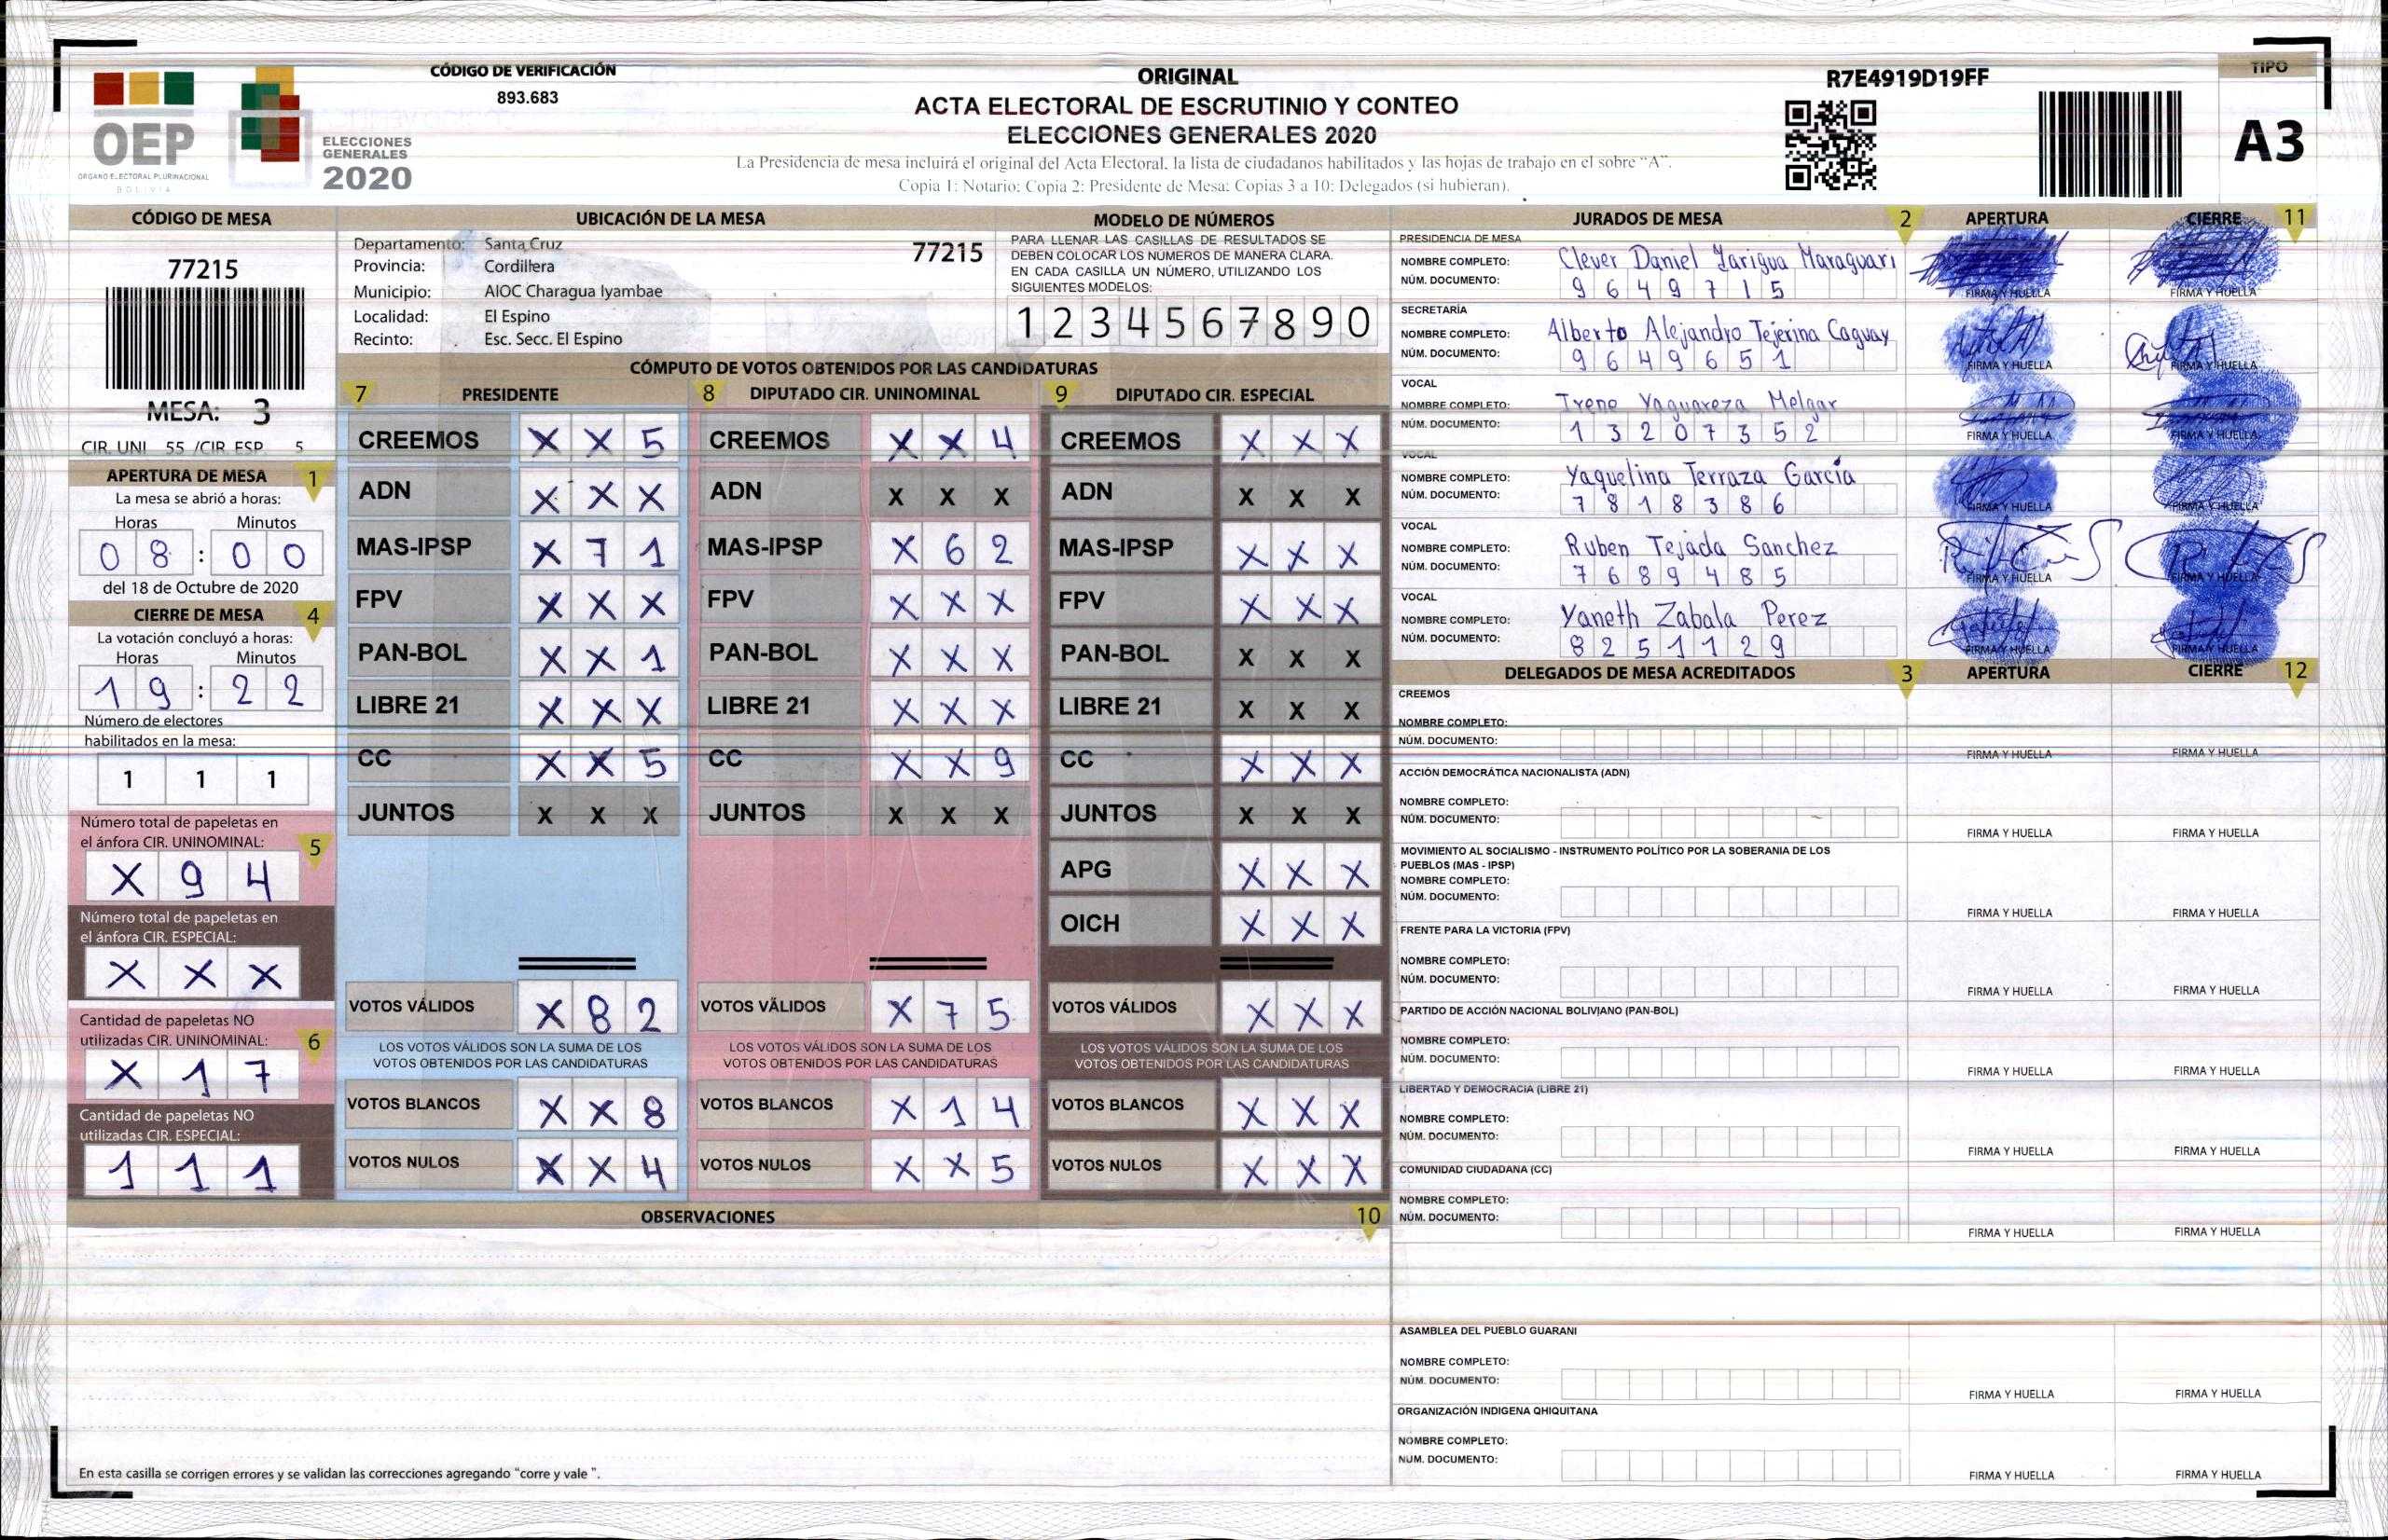 CÓDIGO DE VERIFICACIÓN
893.683
OEP
ÓRGANO ELECTORAL PLURINACIONAL
BOLIVIA
ELECCIONES
GENERALES
2020
ORIGINAL
ACTA ELECTORAL DE ESCRUTINIO Y CONTEO
ELECCIONES GENERALES 2020
La Presidencia de mesa incluirá el original del Acta Electoral, la lista de ciudadanos habilitados y las hojas de trabajo en el sobre “A”.
Copia 1: Notario; Copia 2: Presidente de Mesa; Copias 3 a 10: Delegados (si hubieran).
R7E4919D19FF
TIPO
A3
CÓDIGO DE MESA
77215
MESA: 3
CIR. UNI 55 /CIR. ESP. 5
APERTURA DE MESA 1
La mesa se abrió a horas:
Horas Minutos
0 8 : 0 0
del 18 de Octubre de 2020
CIERRE DE MESA 4
La votación concluyó a horas:
Horas Minutos
1 9 : 2 2
Número de electores
habilitados en la mesa:
1 1 1
Número total de papeletas en
el ánfora CIR. UNINOMINAL: 5
X 9 4
Número total de papeletas en
el ánfora CIR. ESPECIAL:
X X X
Cantidad de papeletas NO
utilizadas CIR. UNINOMINAL: 6
X 1 7
Cantidad de papeletas NO
utilizadas CIR. ESPECIAL:
1 1 1
UBICACIÓN DE LA MESA
Departamento: Santa Cruz 77215
Provincia: Cordillera
Municipio: AIOC Charagua Iyambae
Localidad: El Espino
Recinto: Esc. Secc. El Espino
MODELO DE NÚMEROS
PARA LLENAR LAS CASILLAS DE RESULTADOS SE
DEBEN COLOCAR LOS NÚMEROS DE MANERA CLARA.
EN CADA CASILLA UN NÚMERO, UTILIZANDO LOS
SIGUIENTES MODELOS:
1 2 3 4 5 6 7 8 9 0
CÓMPUTO DE VOTOS OBTENIDOS POR LAS CANDIDATURAS
7 PRESIDENTE 8 DIPUTADO CIR. UNINOMINAL 9 DIPUTADO CIR. ESPECIAL
CREEMOS X X 5 CREEMOS X X 4 CREEMOS X X X
ADN X X X ADN X X X ADN X X X
MAS-IPSP X 7 1 MAS-IPSP X 6 2 MAS-IPSP X X X
FPV X X X FPV X X X FPV X X X
PAN-BOL X X 1 PAN-BOL X X X PAN-BOL X X X
LIBRE 21 X X X LIBRE 21 X X X LIBRE 21 X X X
CC X X 5 CC X X 9 CC X X X
JUNTOS X X X JUNTOS X X X JUNTOS X X X
APG X X X
OICH X X X
VOTOS VÁLIDOS X 8 2 VOTOS VÁLIDOS X 7 5 VOTOS VÁLIDOS X X X
LOS VOTOS VÁLIDOS SON LA SUMA DE LOS LOS VOTOS VÁLIDOS SON LA SUMA DE LOS LOS VOTOS VÁLIDOS SON LA SUMA DE LOS
VOTOS OBTENIDOS POR LAS CANDIDATURAS VOTOS OBTENIDOS POR LAS CANDIDATURAS VOTOS OBTENIDOS POR LAS CANDIDATURAS
VOTOS BLANCOS X X 8 VOTOS BLANCOS X 1 4 VOTOS BLANCOS X X X
VOTOS NULOS X X 4 VOTOS NULOS X X 5 VOTOS NULOS X X X
OBSERVACIONES 10
En esta casilla se corrigen errores y se validan las correcciones agregando "corre y vale ".
JURADOS DE MESA 2 APERTURA CIERRE 11
PRESIDENCIA DE MESA
NOMBRE COMPLETO: Clever Daniel Yarigua Maraguari
NÚM. DOCUMENTO: 9 6 4 9 7 1 5 FIRMA Y HUELLA FIRMA Y HUELLA
SECRETARÍA
NOMBRE COMPLETO: Alberto Alejandro Tejerina Caguay
NÚM. DOCUMENTO: 9 6 4 9 6 5 1 FIRMA Y HUELLA FIRMA Y HUELLA
VOCAL
NOMBRE COMPLETO: Irene Yaguareza Melgar
NÚM. DOCUMENTO: 1 3 2 0 7 3 5 2 FIRMA Y HUELLA FIRMA Y HUELLA
VOCAL
NOMBRE COMPLETO: Yaquelina Terraza García
NÚM. DOCUMENTO: 7 8 1 8 3 8 6 FIRMA Y HUELLA FIRMA Y HUELLA
VOCAL
NOMBRE COMPLETO: Ruben Tejada Sanchez
NÚM. DOCUMENTO: 7 6 8 9 4 8 5 FIRMA Y HUELLA FIRMA Y HUELLA
VOCAL
NOMBRE COMPLETO: Yaneth Zabala Perez
NÚM. DOCUMENTO: 8 2 5 1 1 2 9 FIRMA Y HUELLA FIRMA Y HUELLA
DELEGADOS DE MESA ACREDITADOS 3 APERTURA CIERRE 12
CREEMOS
NOMBRE COMPLETO:
NÚM. DOCUMENTO: FIRMA Y HUELLA FIRMA Y HUELLA
ACCIÓN DEMOCRÁTICA NACIONALISTA (ADN)
NOMBRE COMPLETO:
NÚM. DOCUMENTO: FIRMA Y HUELLA FIRMA Y HUELLA
MOVIMIENTO AL SOCIALISMO - INSTRUMENTO POLÍTICO POR LA SOBERANIA DE LOS
PUEBLOS (MAS - IPSP)
NOMBRE COMPLETO:
NÚM. DOCUMENTO: FIRMA Y HUELLA FIRMA Y HUELLA
FRENTE PARA LA VICTORIA (FPV)
NOMBRE COMPLETO:
NÚM. DOCUMENTO: FIRMA Y HUELLA FIRMA Y HUELLA
PARTIDO DE ACCIÓN NACIONAL BOLIVIANO (PAN-BOL)
NOMBRE COMPLETO:
NÚM. DOCUMENTO: FIRMA Y HUELLA FIRMA Y HUELLA
LIBERTAD Y DEMOCRACIA (LIBRE 21)
NOMBRE COMPLETO:
NÚM. DOCUMENTO: FIRMA Y HUELLA FIRMA Y HUELLA
COMUNIDAD CIUDADANA (CC)
NOMBRE COMPLETO:
NÚM. DOCUMENTO: FIRMA Y HUELLA FIRMA Y HUELLA
ASAMBLEA DEL PUEBLO GUARANI
NOMBRE COMPLETO:
NÚM. DOCUMENTO: FIRMA Y HUELLA FIRMA Y HUELLA
ORGANIZACIÓN INDIGENA QHIQUITANA
NOMBRE COMPLETO:
NÚM. DOCUMENTO: FIRMA Y HUELLA FIRMA Y HUELLA